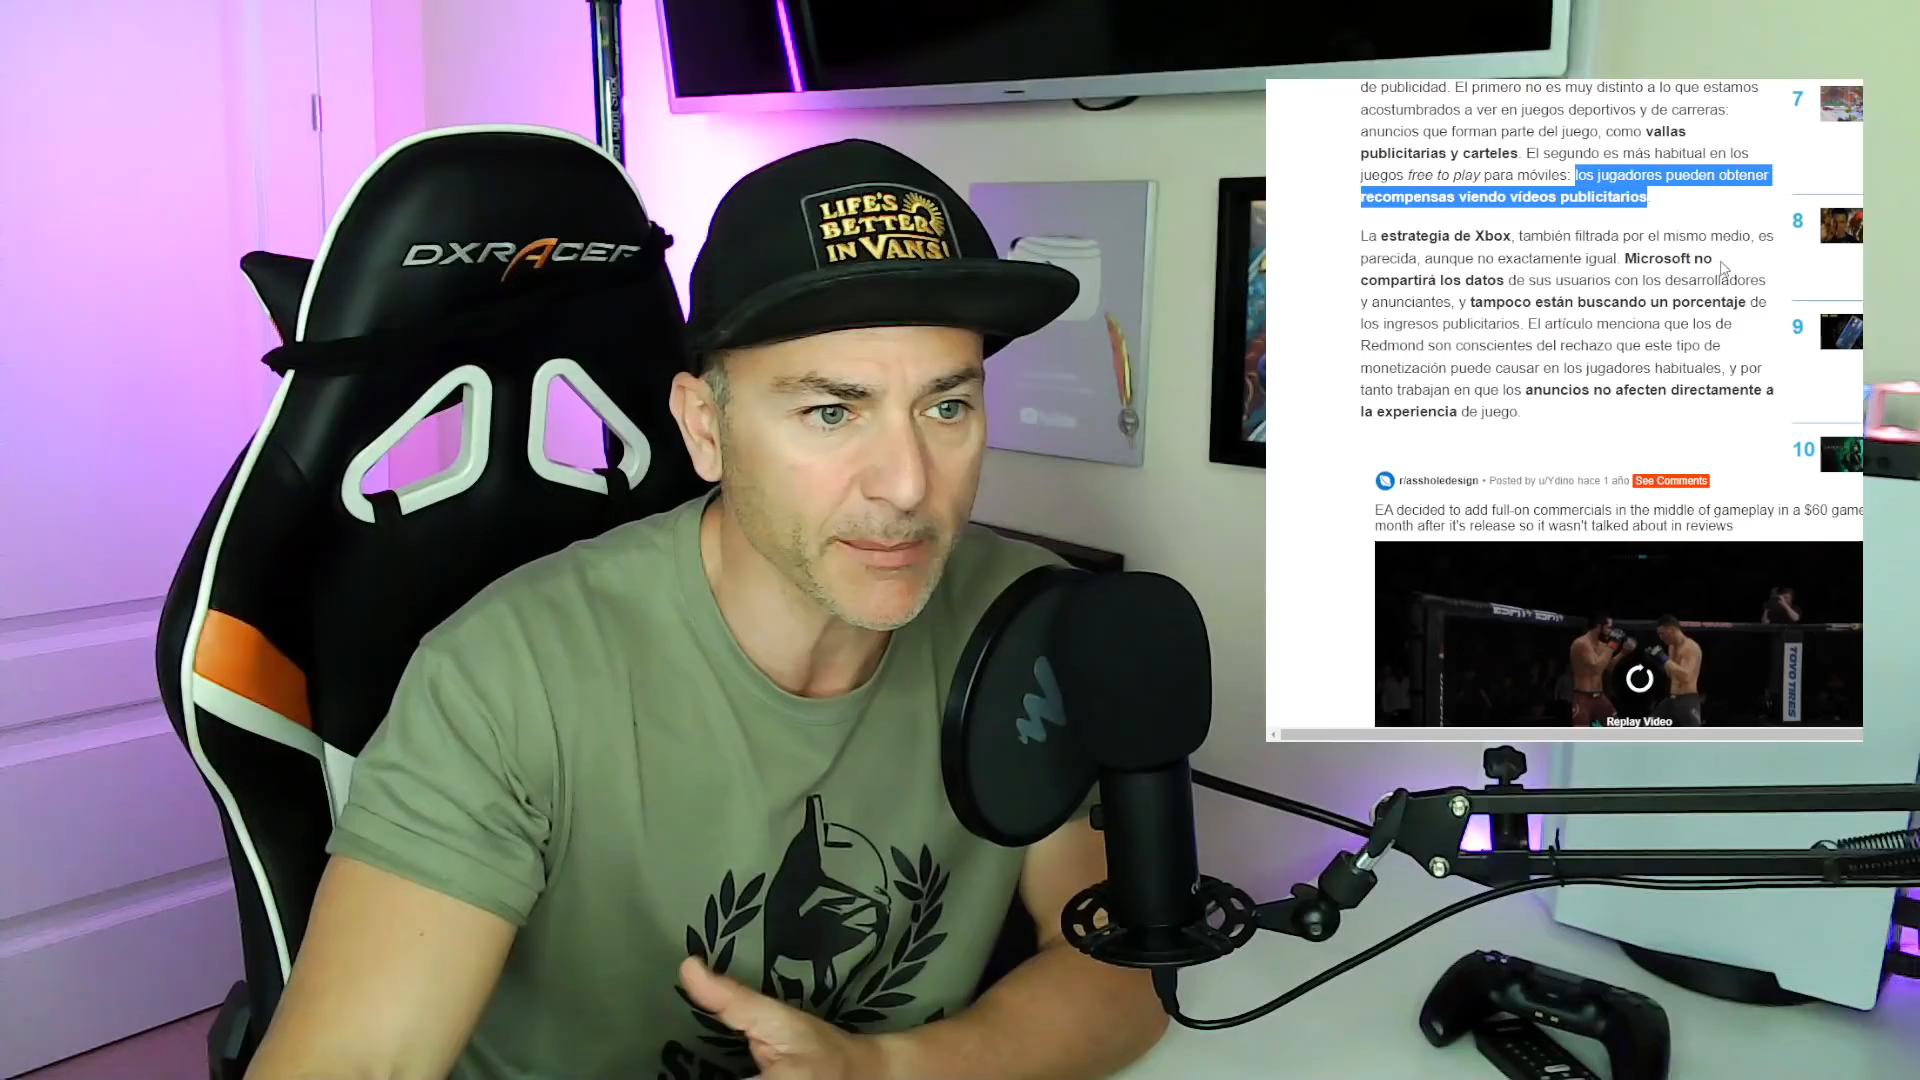 DXRACER
LIFE'S
BETTER
IN VANS!
YouTube
de publicidad. El primero no es muy distinto a lo que estamos
acostumbrados a ver en juegos deportivos y de carreras:
anuncios que forman parte del juego, como vallas
publicitarias y carteles. El segundo es más habitual en los
juegos free to play para móviles: los jugadores pueden obtener
recompensas viendo vídeos publicitarios.
La estrategia de Xbox, también filtrada por el mismo medio, es
parecida, aunque no exactamente igual. Microsoft no
compartirá los datos de sus usuarios con los desarrolladores
y anunciantes, y tampoco están buscando un porcentaje de
los ingresos publicitarios. El artículo menciona que los de
Redmond son conscientes del rechazo que este tipo de
monetización puede causar en los jugadores habituales, y por
tanto trabajan en que los anuncios no afecten directamente a
la experiencia de juego.
7
8
9
10
r/assholedesign • Posted by u/Ydino hace 1 año See Comments
EA decided to add full-on commercials in the middle of gameplay in a $60 game
month after it's release so it wasn't talked about in reviews
TOYO TIRES
Replay Video